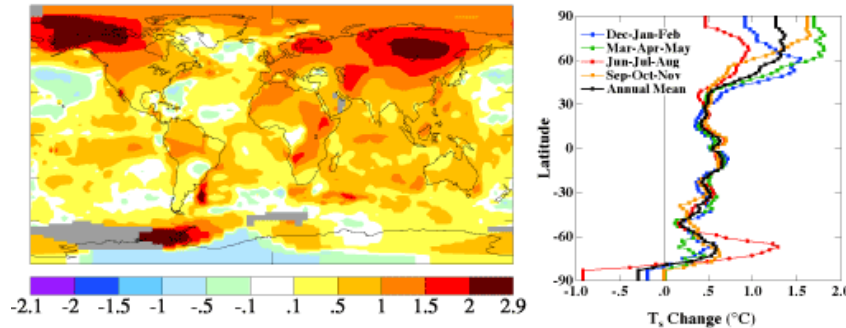 -2.1 -2 -1.5 -1 -.5 -.1 .1 .5 1 1.5 2 2.9
90
60
30
0
-30
-60
-90
Latitude
Dec-Jan-Feb
Mar-Apr-May
Jun-Jul-Aug
Sep-Oct-Nov
Annual Mean
-1.0 -.5 .0 .5 1.0 1.5 2.0
Ts Change (°C)